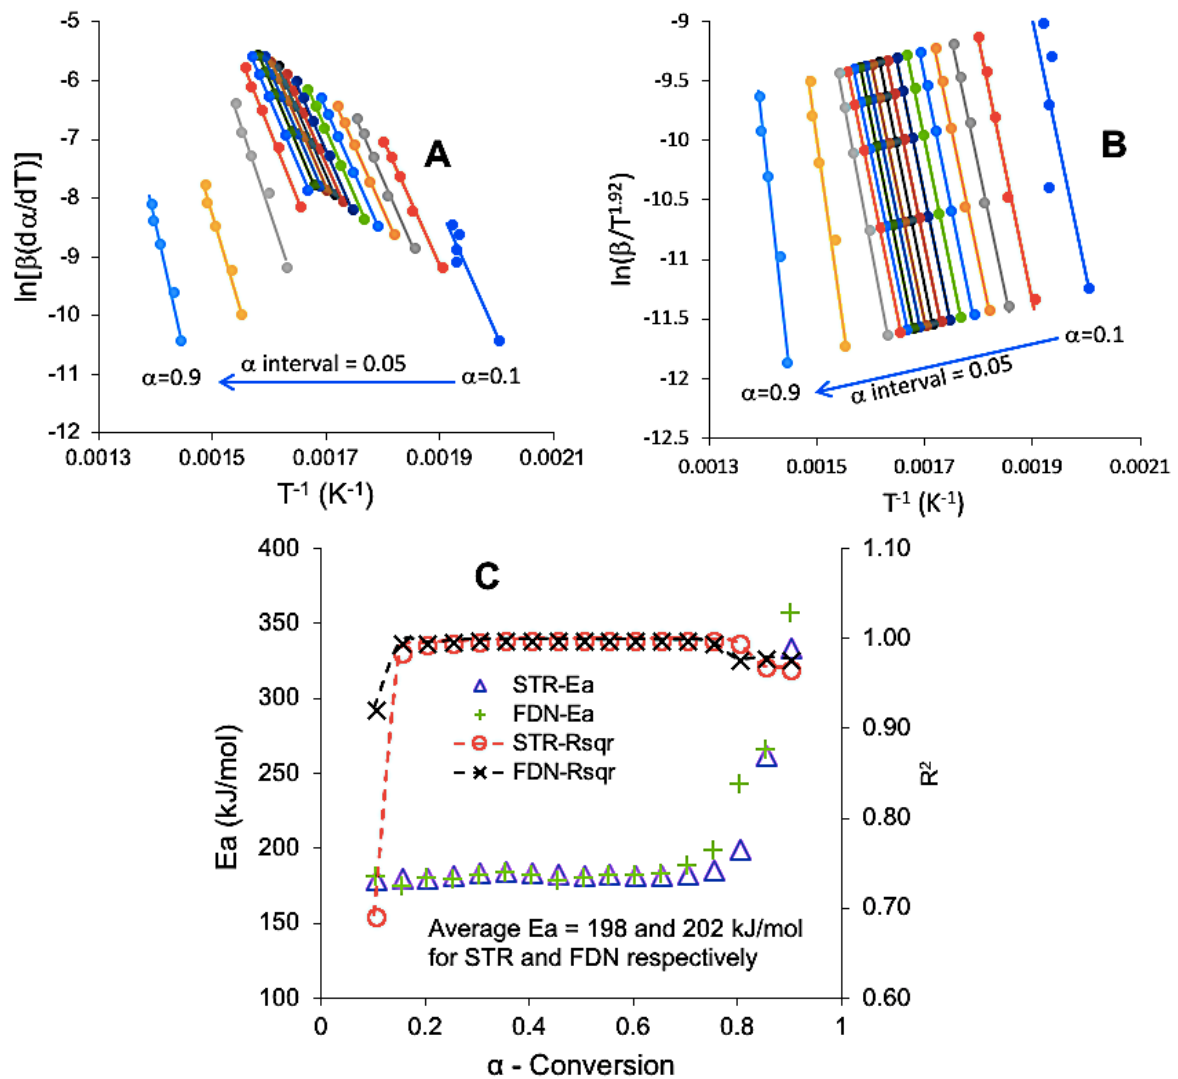 -5
-6
-7
-8
-9
-10
-11
-12
ln[β(dα/dT)]
A
α interval = 0.05
α=0.9
α=0.1
0.0013
0.0015
0.0017
0.0019
0.0021
T⁻¹ (K⁻¹)
-9
-9.5
-10
-10.5
-11
-11.5
-12
-12.5
ln(β/T¹·⁹²)
B
α=0.1
α interval = 0.05
α=0.9
0.0013
0.0015
0.0017
0.0019
0.0021
T⁻¹ (K⁻¹)
400
350
300
250
200
150
100
Ea (kJ/mol)
C
STR-Ea
FDN-Ea
STR-Rsqr
FDN-Rsqr
Average Ea = 198 and 202 kJ/mol
for STR and FDN respectively
1.10
1.00
0.90
0.80
0.70
0.60
R²
0
0.2
0.4
0.6
0.8
1
α - Conversion